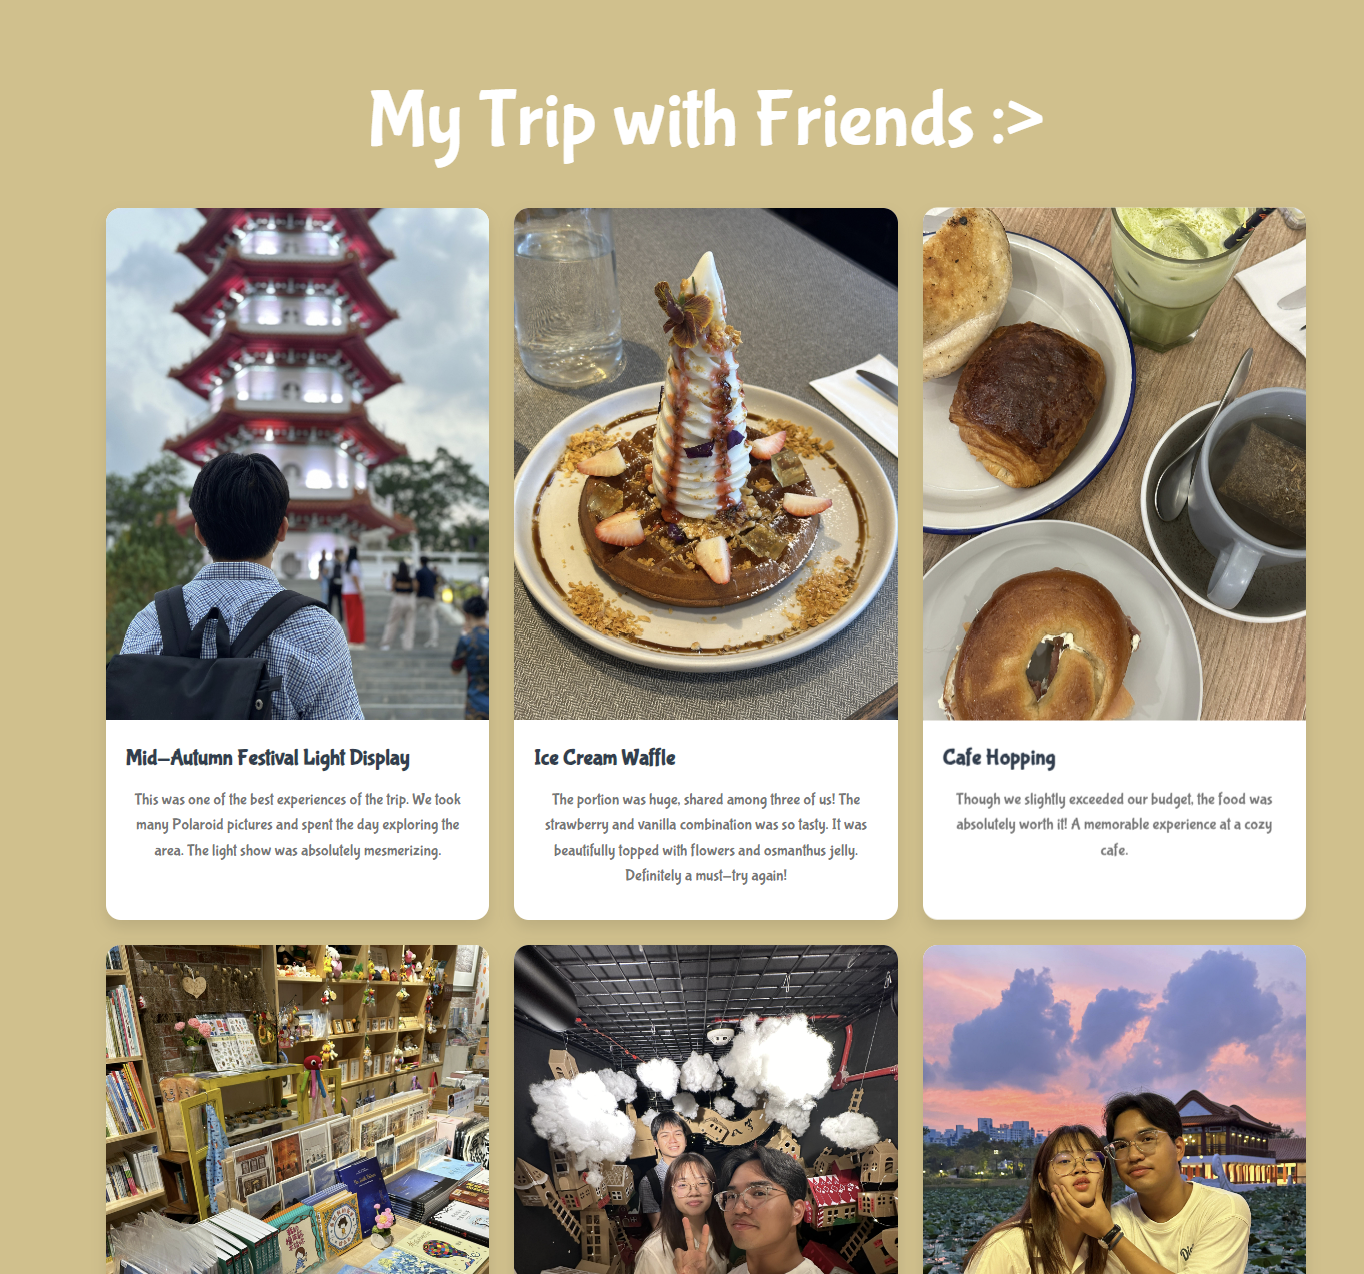 My Trip with Friends :>
Mid-Autumn Festival Light Display
This was one of the best experiences of the trip. We took
many Polaroid pictures and spent the day exploring the
area. The light show was absolutely mesmerizing.
Ice Cream Waffle
The portion was huge, shared among three of us! The
strawberry and vanilla combination was so tasty. It was
beautifully topped with flowers and osmanthus jelly.
Definitely a must-try again!
Cafe Hopping
Though we slightly exceeded our budget, the food was
absolutely worth it! A memorable experience at a cozy
cafe.